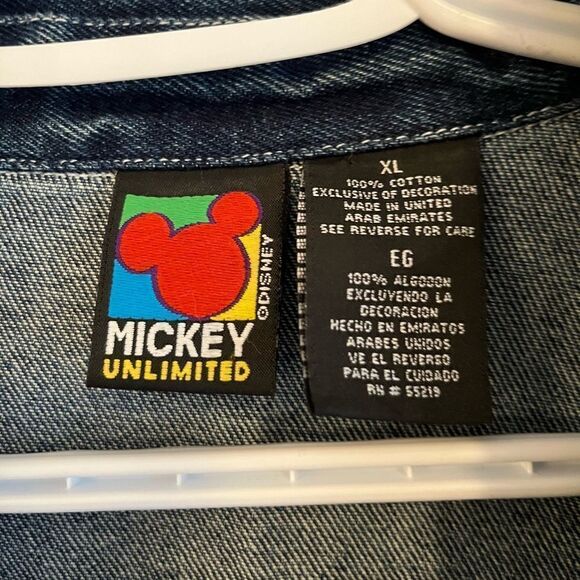 MICKEY
UNLIMITED
©DISNEY
XL
100% COTTON
EXCLUSIVE OF DECORATION
MADE IN UNITED
ARAB EMIRATES
SEE REVERSE FOR CARE
EG
100% ALGODON
EXCLUYENDO LA
DECORACION
HECHO EN EMIRATOS
ARABES UNIDOS
VE EL REVERSO
PARA EL CUIDADO
RN # 55219